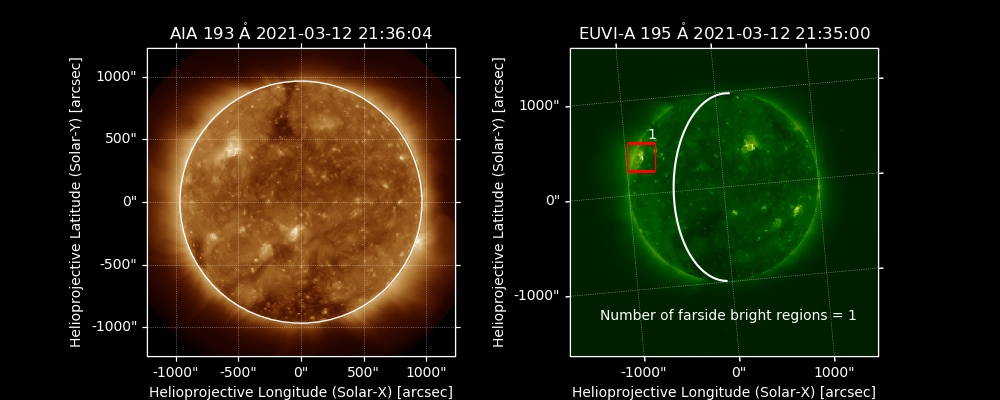 AIA 193 Å 2021-03-12 21:36:04
Helioprojective Latitude (Solar-Y) [arcsec]
1000"
500"
0"
-500"
-1000"
-1000" -500" 0" 500" 1000"
Helioprojective Longitude (Solar-X) [arcsec]
EUVI-A 195 Å 2021-03-12 21:35:00
Helioprojective Latitude (Solar-Y) [arcsec]
1000"
0"
-1000"
1
Number of farside bright regions = 1
-1000" 0" 1000"
Helioprojective Longitude (Solar-X) [arcsec]